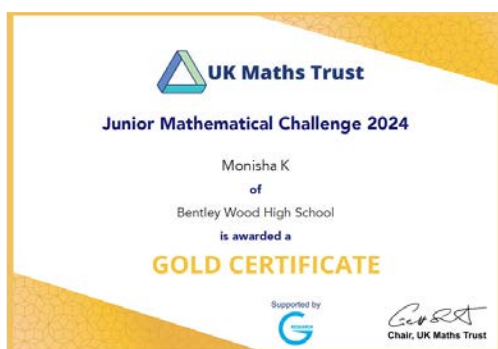 UK Maths Trust
Junior Mathematical Challenge 2024
Monisha K
of
Bentley Wood High School
is awarded a
GOLD CERTIFICATE
Supported by
G
RESEARCH
Chair, UK Maths Trust